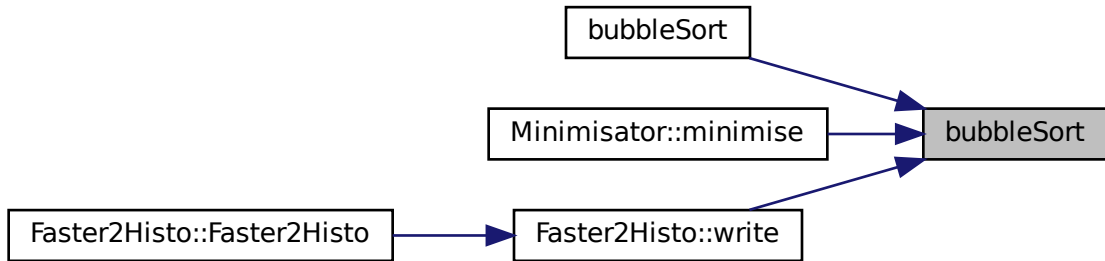 bubbleSort
Minimisator::minimise
bubbleSort
Faster2Histo::Faster2Histo
Faster2Histo::write